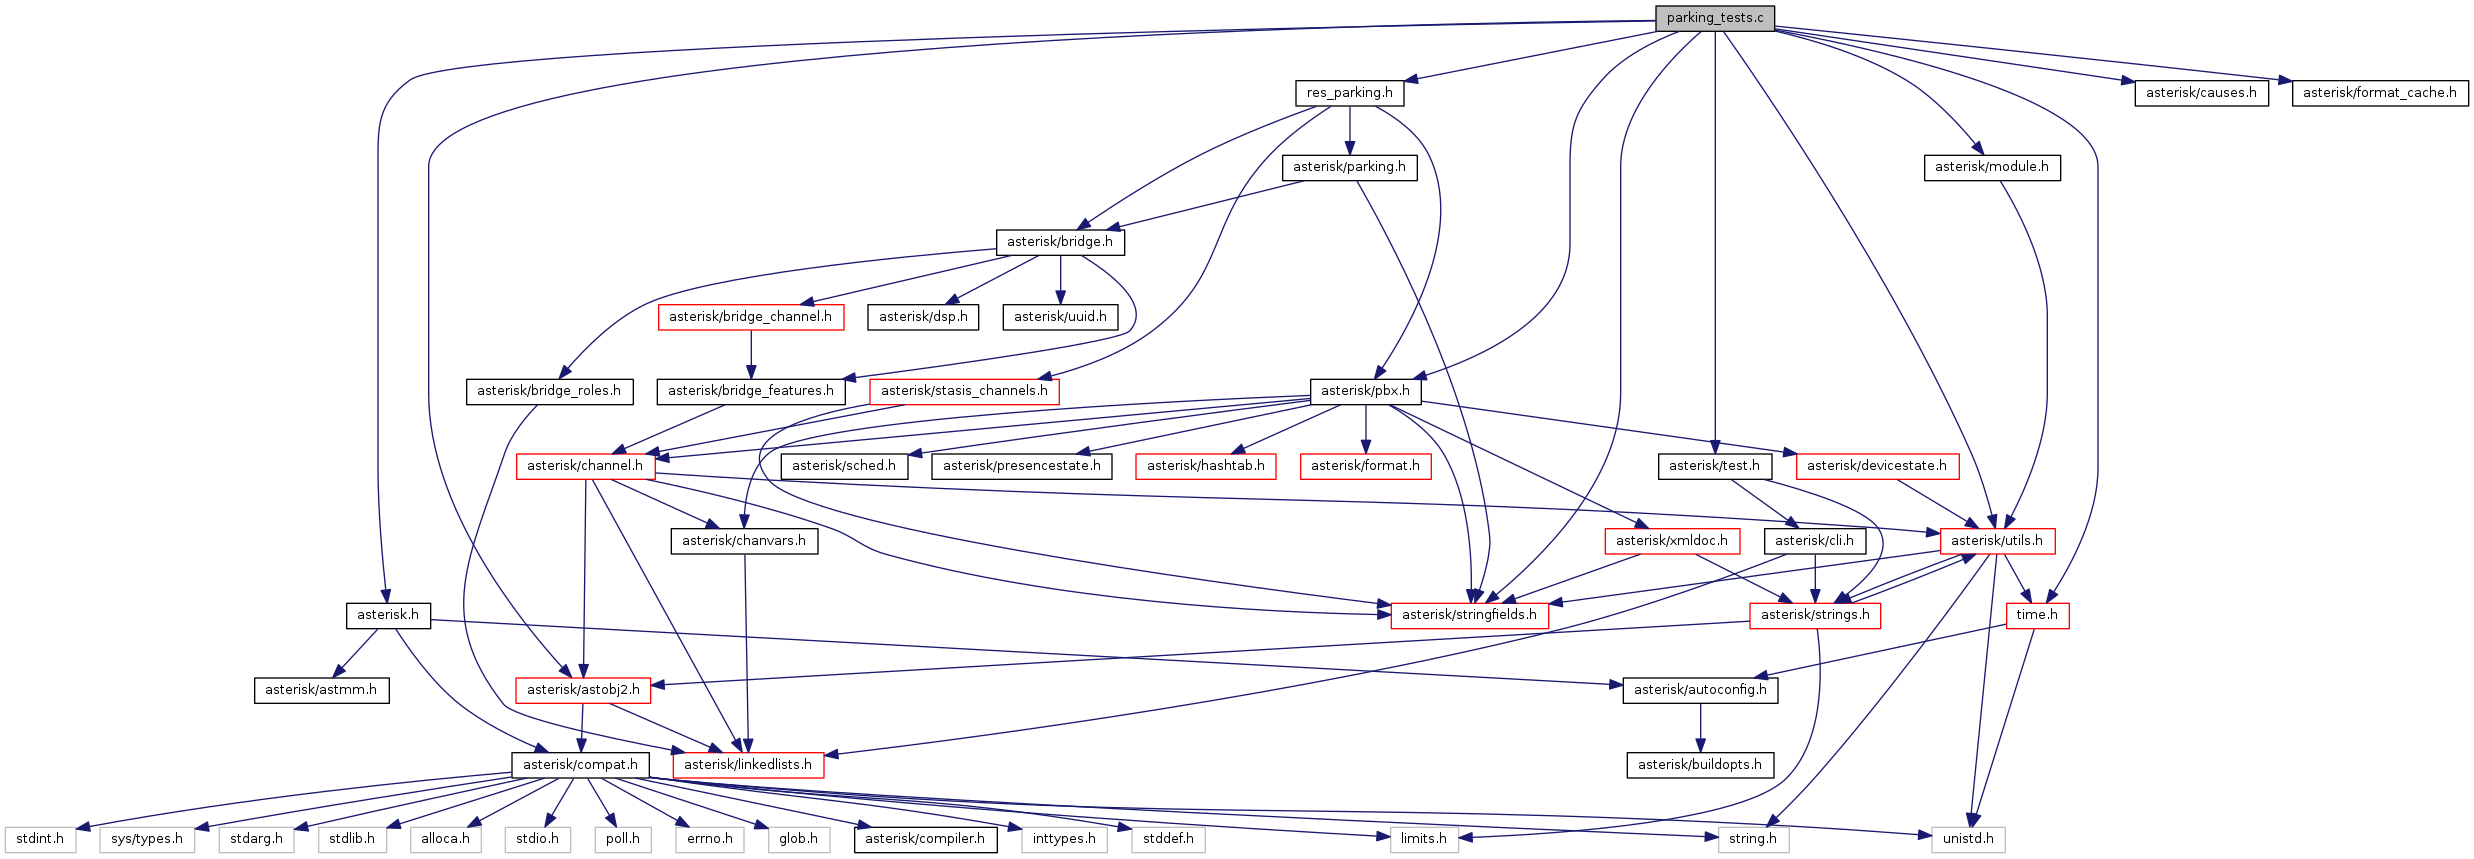 parking_tests.c
res_parking.h
asterisk/causes.h
asterisk/format_cache.h
asterisk/parking.h
asterisk/module.h
asterisk/bridge.h
asterisk/bridge_channel.h
asterisk/dsp.h
asterisk/uuid.h
asterisk/bridge_roles.h
asterisk/bridge_features.h
asterisk/stasis_channels.h
asterisk/pbx.h
asterisk/channel.h
asterisk/sched.h
asterisk/presencestate.h
asterisk/hashtab.h
asterisk/format.h
asterisk/test.h
asterisk/devicestate.h
asterisk/chanvars.h
asterisk/xmldoc.h
asterisk/cli.h
asterisk/utils.h
asterisk.h
asterisk/stringfields.h
asterisk/strings.h
time.h
asterisk/astmm.h
asterisk/astobj2.h
asterisk/autoconfig.h
asterisk/compat.h
asterisk/linkedlists.h
asterisk/buildopts.h
stdint.h
sys/types.h
stdarg.h
stdlib.h
alloca.h
stdio.h
poll.h
errno.h
glob.h
asterisk/compiler.h
inttypes.h
stddef.h
limits.h
string.h
unistd.h